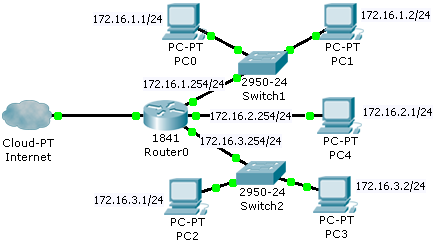 172.16.1.1/24
172.16.1.2/24
PC-PT
PC0
PC-PT
PC1
2950-24
Switch1
172.16.1.254/24
172.16.2.254/24
172.16.2.1/24
1841
Router0
Cloud-PT
Internet
PC-PT
PC4
172.16.3.254/24
2950-24
Switch2
172.16.3.1/24
172.16.3.2/24
PC-PT
PC2
PC-PT
PC3